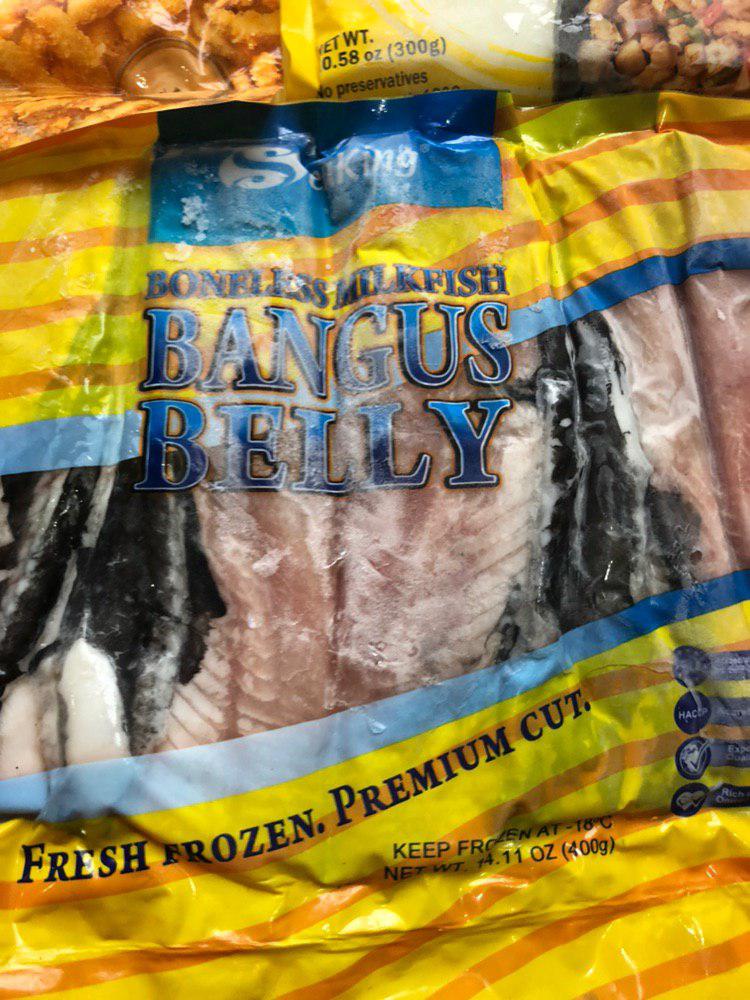 NET WT.
0.58 oz (300g)
No preservatives
SeaKing
BONELESS MILKFISH
BANGUS
BELLY
HACCP
FRESH FROZEN. PREMIUM CUT.
KEEP FROZEN AT -18°C
NET WT. 14.11 OZ (400g)